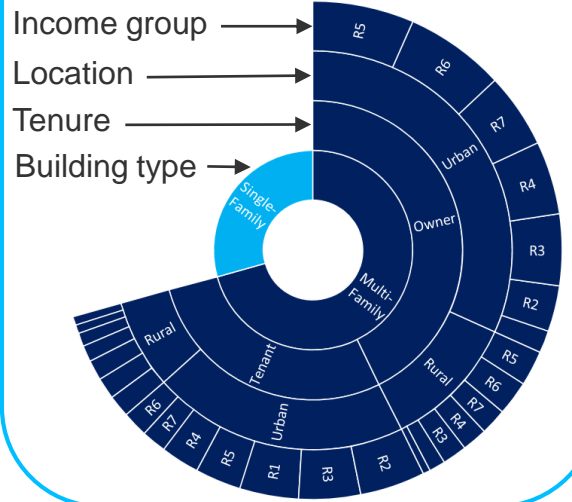 Income group
Location
Tenure
Building type
Single-
Family
Multi-
Family
Owner
Tenant
Urban
Rural
Urban
Rural
R5
R6
R7
R4
R3
R2
R5
R6
R7
R4
R3
R2
R3
R1
R5
R4
R7
R6